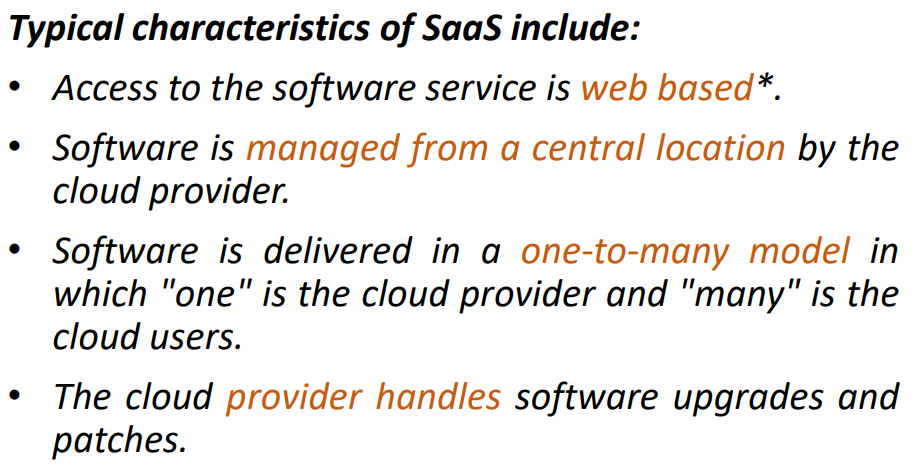 Typical characteristics of SaaS include:
• Access to the software service is web based*.
• Software is managed from a central location by the
cloud provider.
• Software is delivered in a one-to-many model in
which "one" is the cloud provider and "many" is the
cloud users.
• The cloud provider handles software upgrades and
patches.